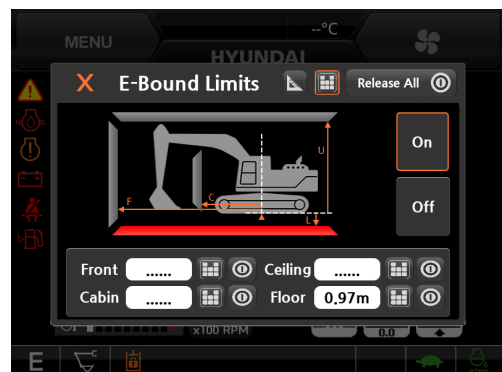 --°C
MENU
HYUNDAI
X E-Bound Limits Release All
U
On
C
F
L
Off
Front ...... Ceiling ......
Cabin ...... Floor 0.97m
x100 RPM 0.0
E